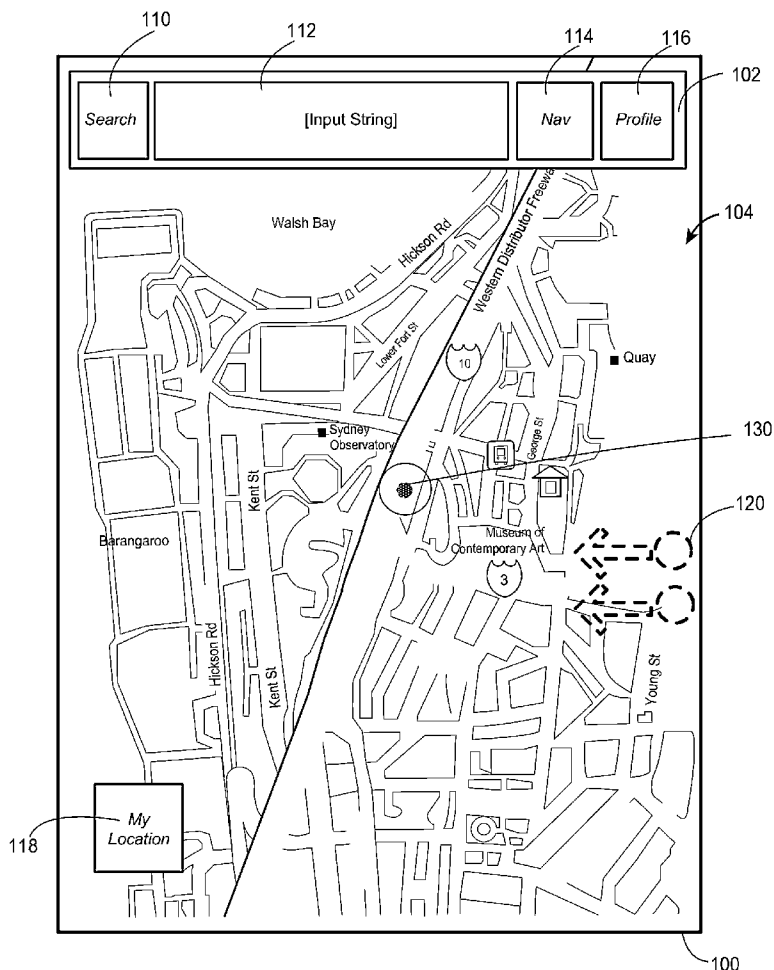 110
112
114
116
102
Search
[Input String]
Nav
Profile
104
Walsh Bay
Hickson Rd
Western Distributor Freewa
Lower Fort St
10
Quay
Sydney
Observatory
George St
130
Kent St
Barangaroo
Museum of
Contemporary Art
120
3
Hickson Rd
Kent St
Young St
My
Location
118
100